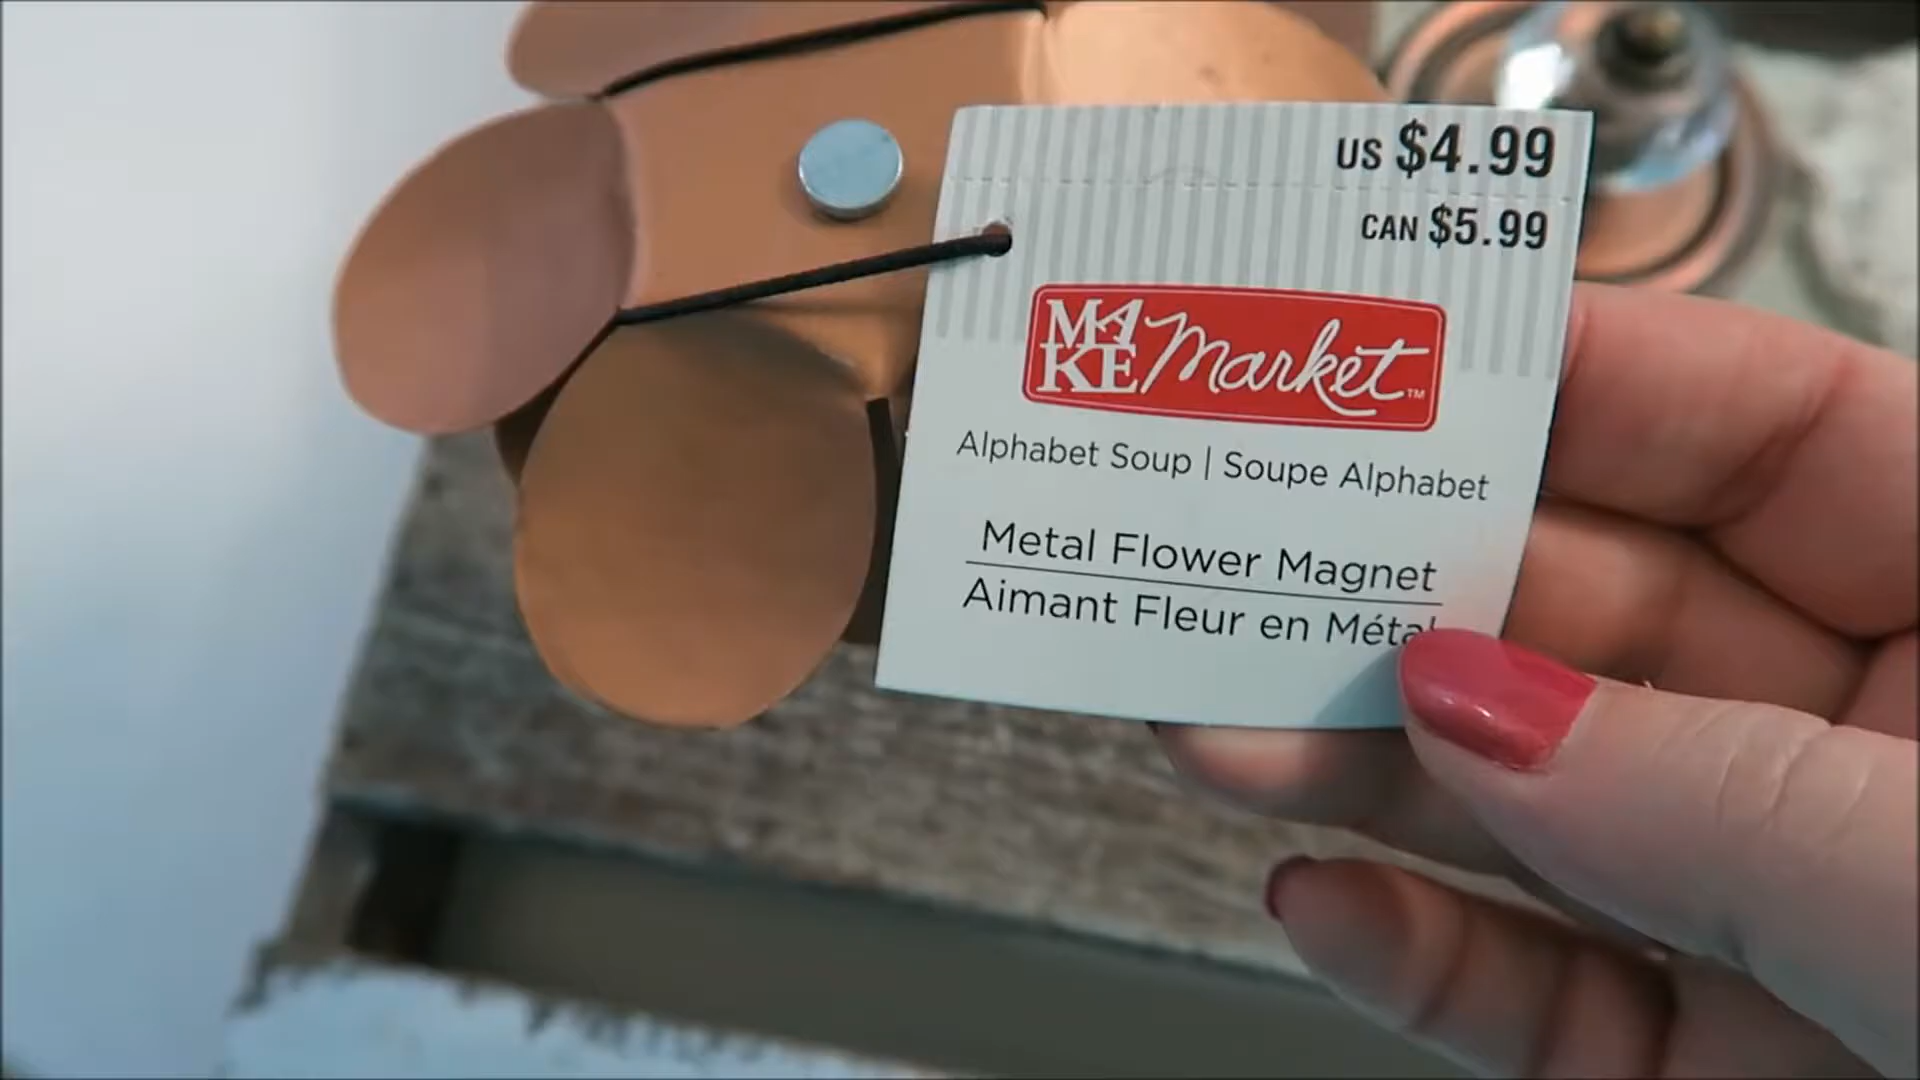 US $4.99
CAN $5.99
MAKE Market™
Alphabet Soup | Soupe Alphabet
Metal Flower Magnet
Aimant Fleur en Métal